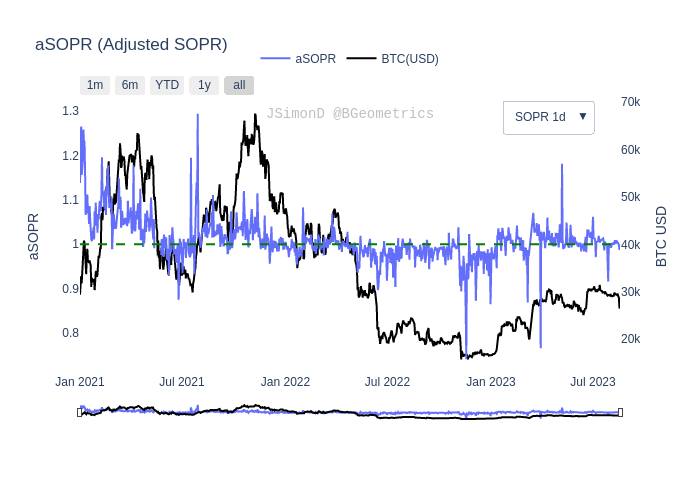 aSOPR (Adjusted SOPR)
aSOPR
BTC(USD)
1m
6m
YTD
1y
all
JSimonD @BGeometrics
SOPR 1d
1.3
1.2
1.1
1
0.9
0.8
aSOPR
70k
60k
50k
40k
30k
20k
BTC USD
Jan 2021
Jul 2021
Jan 2022
Jul 2022
Jan 2023
Jul 2023